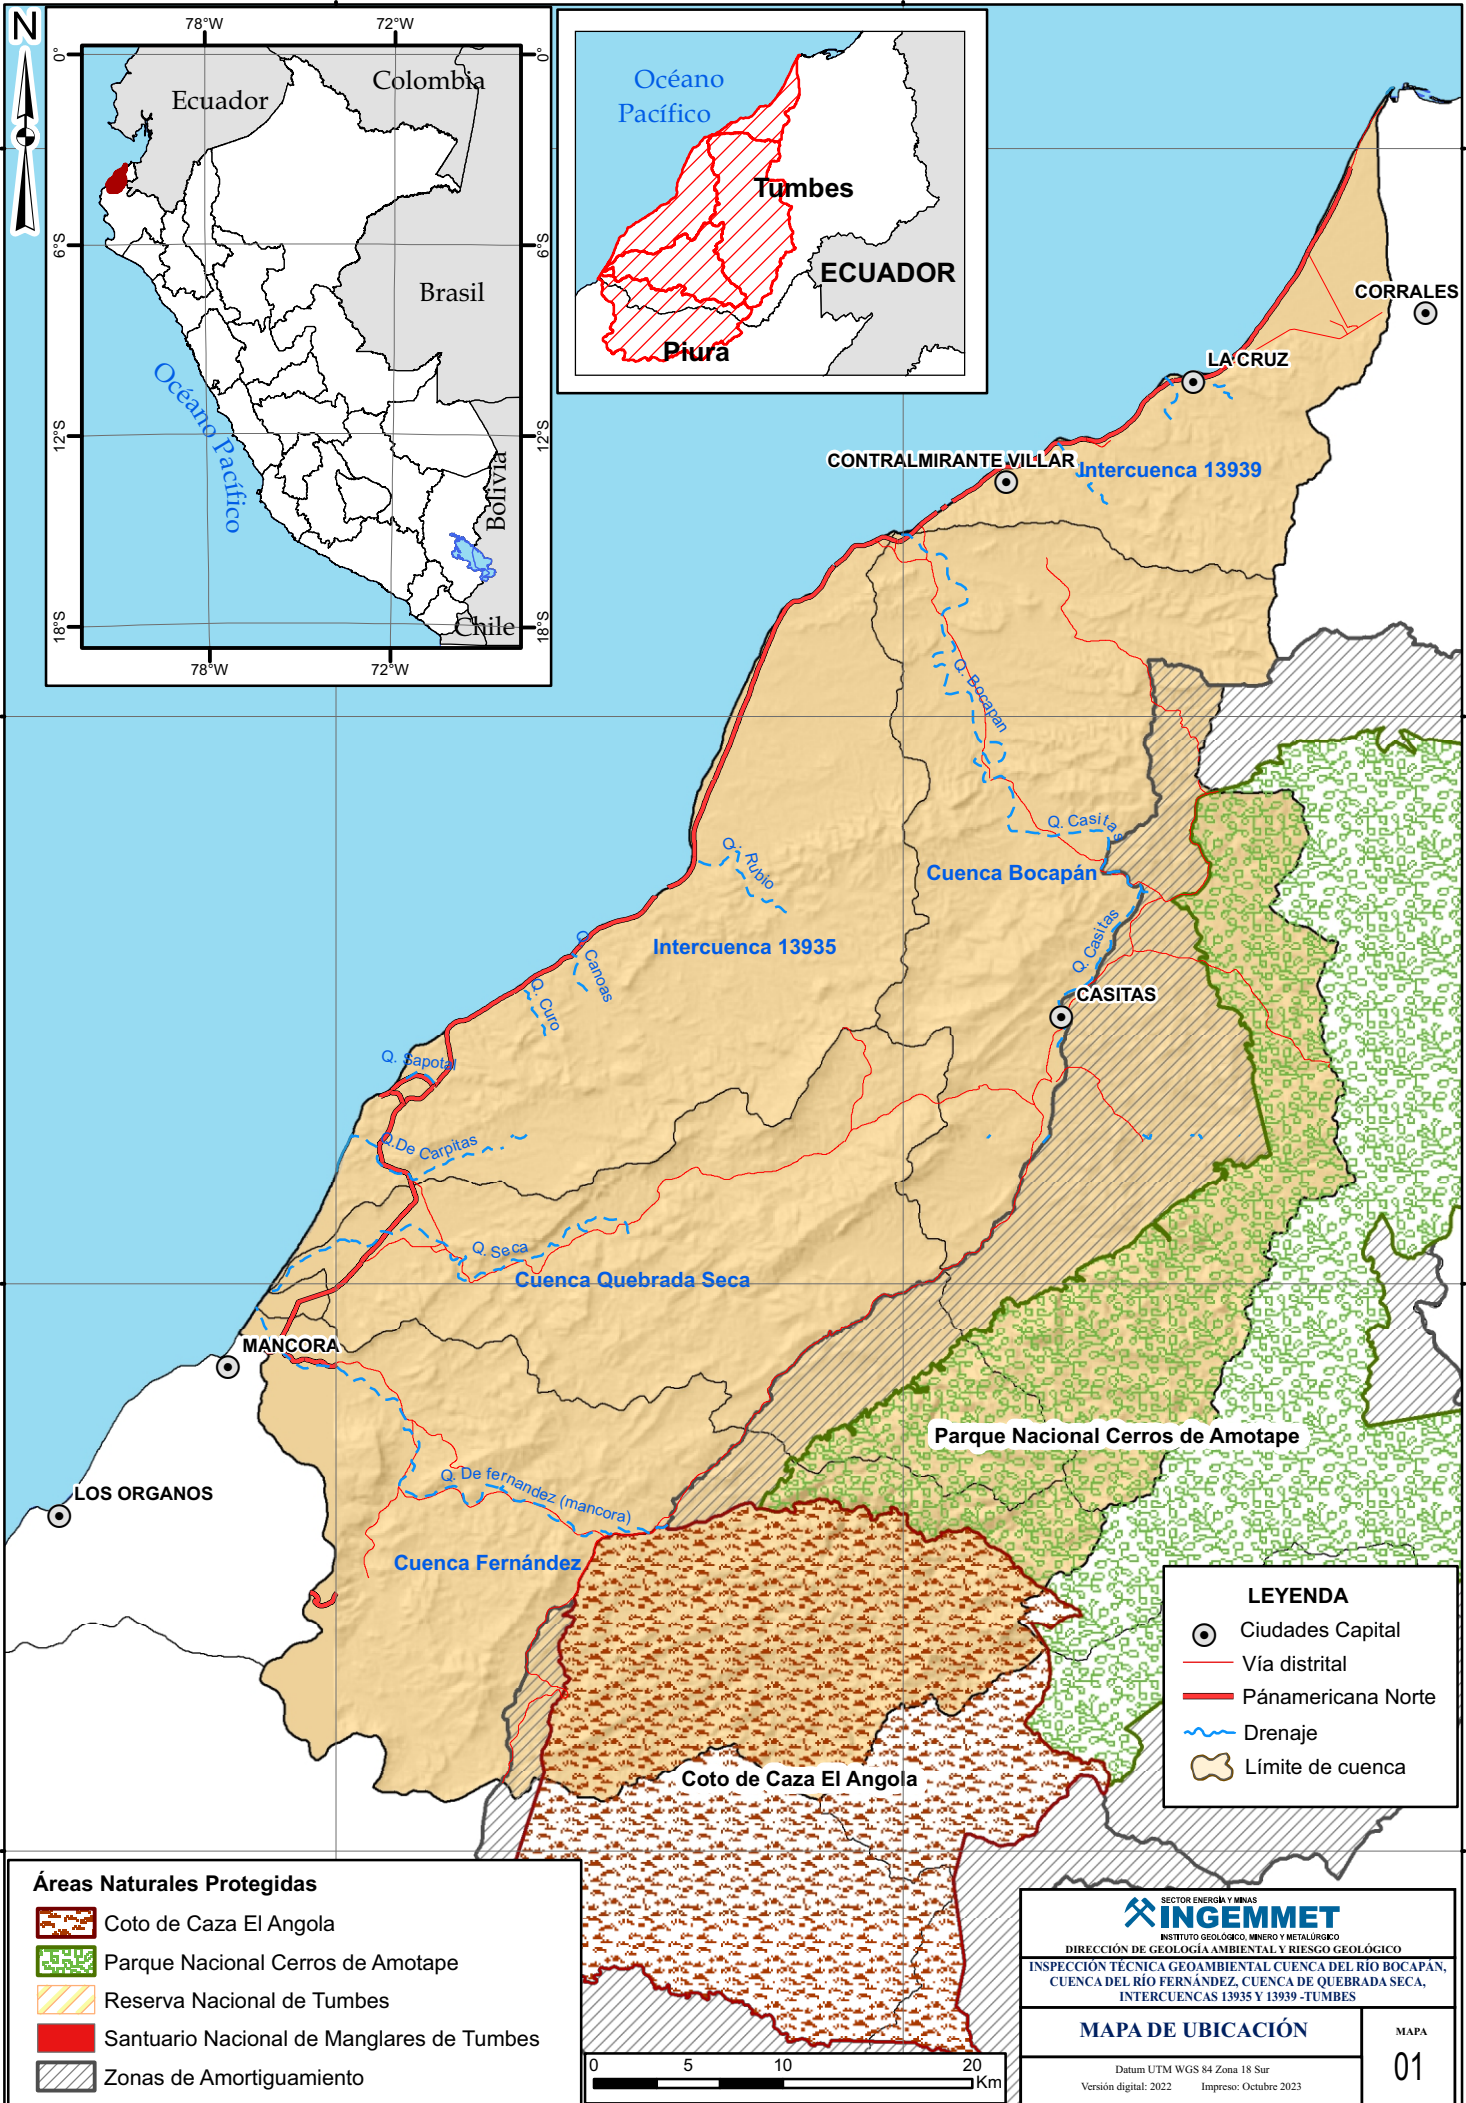 N
78°W
72°W
0°
0°
Ecuador
Colombia
6°S
6°S
Brasil
Océano Pacífico
12°S
12°S
Bolivia
18°S
18°S
Chile
78°W
72°W
Océano
Pacífico
Tumbes
ECUADOR
Piura
CORRALES
LA CRUZ
CONTRALMIRANTE VILLAR
Intercuenca 13939
Q. Bocapan
Q. Casitas
Cuenca Bocapán
Q. Rubio
Q. Casitas
Intercuenca 13935
Q. Canoas
Q. Curo
CASITAS
Q. Sapotal
Q.De Carpitas
Q. Seca
Cuenca Quebrada Seca
MANCORA
Parque Nacional Cerros de Amotape
Q. De fernandez (mancora)
LOS ORGANOS
Cuenca Fernández
Coto de Caza El Angola
LEYENDA
Ciudades Capital
Vía distrital
Pánamericana Norte
Drenaje
Límite de cuenca
Áreas Naturales Protegidas
Coto de Caza El Angola
Parque Nacional Cerros de Amotape
Reserva Nacional de Tumbes
Santuario Nacional de Manglares de Tumbes
Zonas de Amortiguamiento
0 5 10 20
Km
SECTOR ENERGÍA Y MINAS
INGEMMET
INSTITUTO GEOLÓGICO, MINERO Y METALÚRGICO
DIRECCIÓN DE GEOLOGÍA AMBIENTAL Y RIESGO GEOLÓGICO
INSPECCIÓN TÉCNICA GEOAMBIENTAL CUENCA DEL RÍO BOCAPÁN,
CUENCA DEL RÍO FERNÁNDEZ, CUENCA DE QUEBRADA SECA,
INTERCUENCAS 13935 Y 13939 -TUMBES
MAPA DE UBICACIÓN
MAPA
01
Datum UTM WGS 84 Zona 18 Sur
Versión digital: 2022 Impreso: Octubre 2023